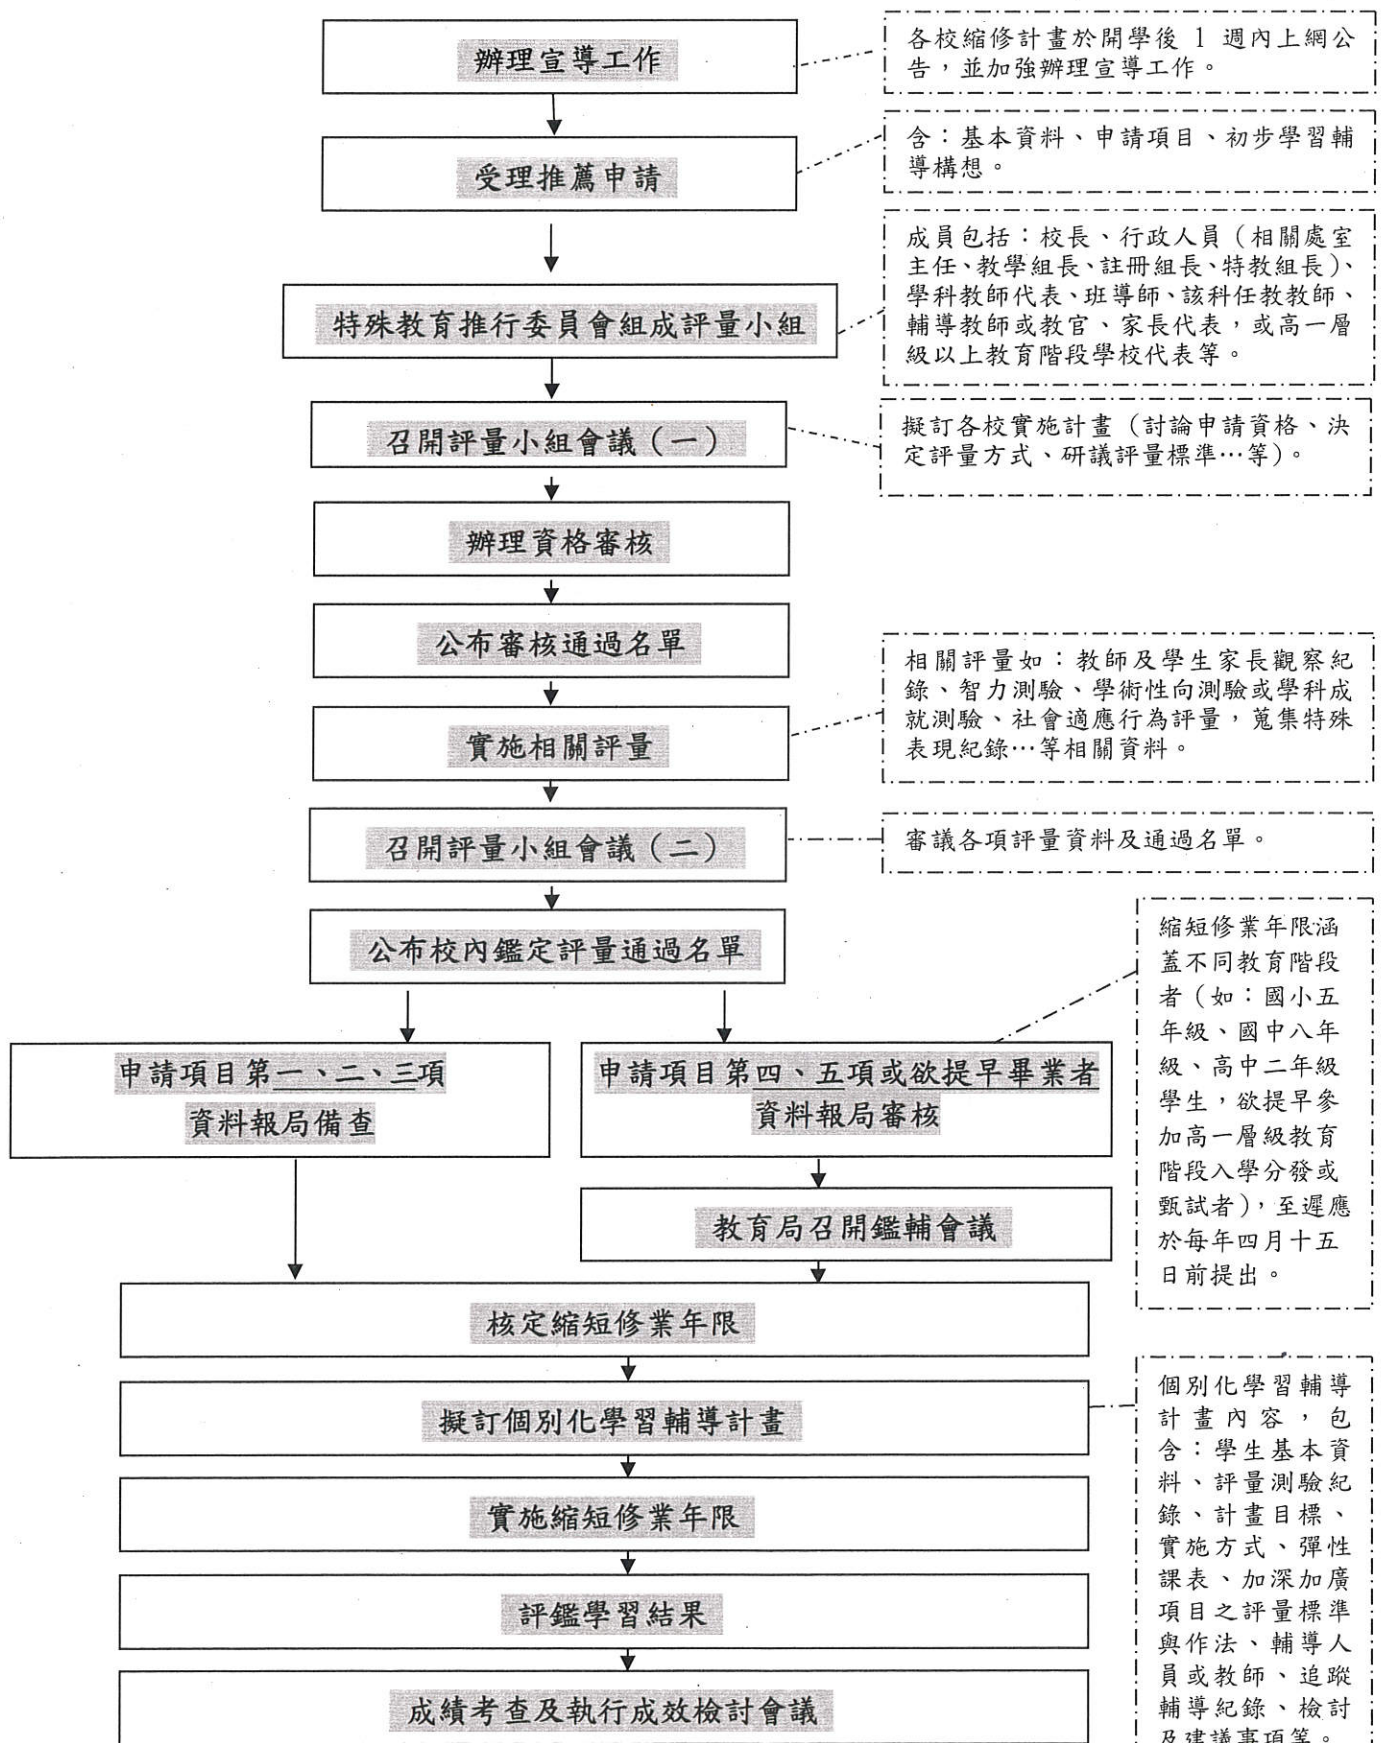 辦理宣導工作
各校縮修計畫於開學後 1 週內上網公
告，並加強辦理宣導工作。
受理推薦申請
含：基本資料、申請項目、初步學習輔
導構想。
特殊教育推行委員會組成評量小組
成員包括：校長、行政人員（相關處室
主任、教學組長、註冊組長、特教組長）、
學科教師代表、班導師、該科任教教師、
輔導教師或教官、家長代表，或高一層
級以上教育階段學校代表等。
召開評量小組會議（一）
擬訂各校實施計畫（討論申請資格、決
定評量方式、研議評量標準…等）。
辦理資格審核
公布審核通過名單
實施相關評量
相關評量如：教師及學生家長觀察紀
錄、智力測驗、學術性向測驗或學科成
就測驗、社會適應行為評量，蒐集特殊
表現紀錄…等相關資料。
召開評量小組會議（二）
審議各項評量資料及通過名單。
公布校內鑑定評量通過名單
申請項目第一、二、三項
資料報局備查
申請項目第四、五項或欲提早畢業者
資料報局審核
縮短修業年限涵
蓋不同教育階段
者（如：國小五
年級、國中八年
級、高中二年級
學生，欲提早參
加高一層級教育
階段入學分發或
甄試者），至遲應
於每年四月十五
日前提出。
教育局召開鑑輔會議
核定縮短修業年限
擬訂個別化學習輔導計畫
個別化學習輔導
計畫內容，包
含：學生基本資
料、評量測驗紀
錄、計畫目標、
實施方式、彈性
課表、加深加廣
項目之評量標準
與作法、輔導人
員或教師、追蹤
輔導紀錄、檢討
及建議事項等。
實施縮短修業年限
評鑑學習結果
成績考查及執行成效檢討會議